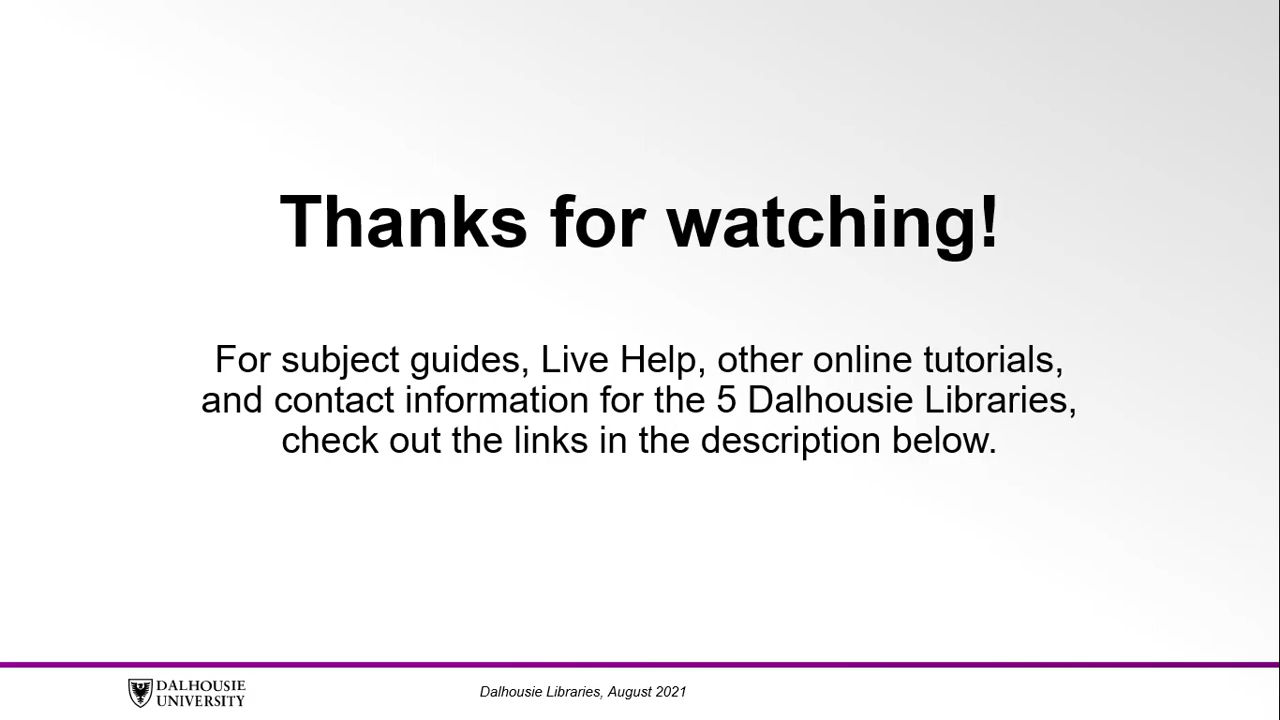 Thanks for watching!
For subject guides, Live Help, other online tutorials,
and contact information for the 5 Dalhousie Libraries,
check out the links in the description below.
DALHOUSIE
UNIVERSITY
Dalhousie Libraries, August 2021